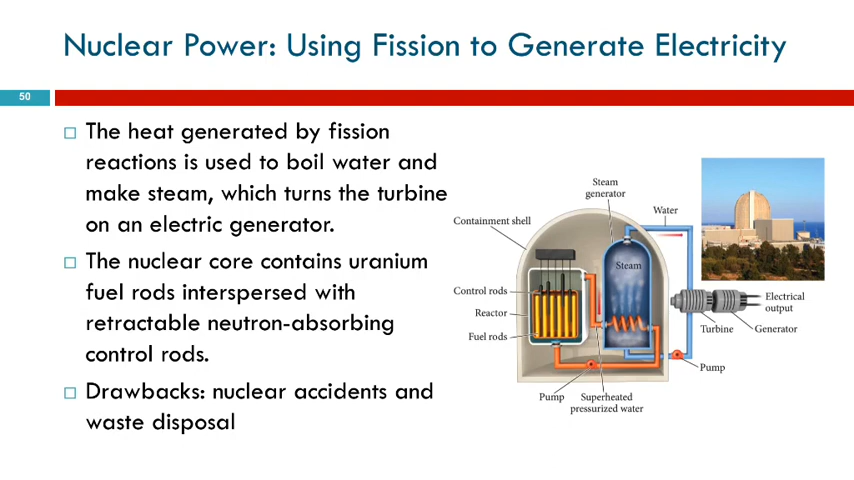 Nuclear Power: Using Fission to Generate Electricity
50
□ The heat generated by fission
reactions is used to boil water and
make steam, which turns the turbine
on an electric generator.
□ The nuclear core contains uranium
fuel rods interspersed with
retractable neutron-absorbing
control rods.
□ Drawbacks: nuclear accidents and
waste disposal
Steam
generator
Water
Containment shell
Steam
Control rods
Reactor
Fuel rods
Electrical
output
Turbine
Generator
Pump
Pump
Superheated
pressurized water